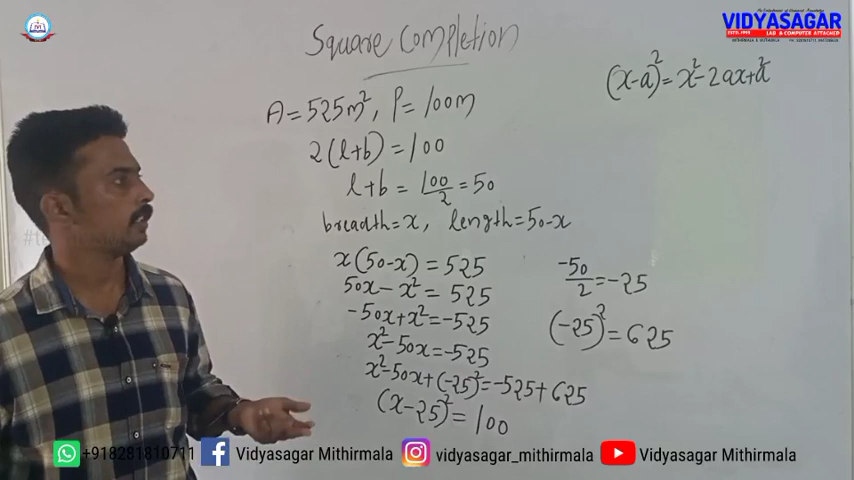 Square Completion
(x-a)²=x²-2ax+a²
A=525m², P=100m
2(l+b)=100
l+b = 100/2 =50
breadth=x, length=50-x
x(50-x)=525
50x-x²=525
-50x+x²=-525
x²-50x=-525
x²-50x+(-25)²=-525+625
(x-25)²=100
-50/2=-25
(-25)²=625
VIDYASAGAR
LAB & COMPUTER ATTACHED
+918281810711 Vidyasagar Mithirmala vidyasagar_mithirmala Vidyasagar Mithirmala